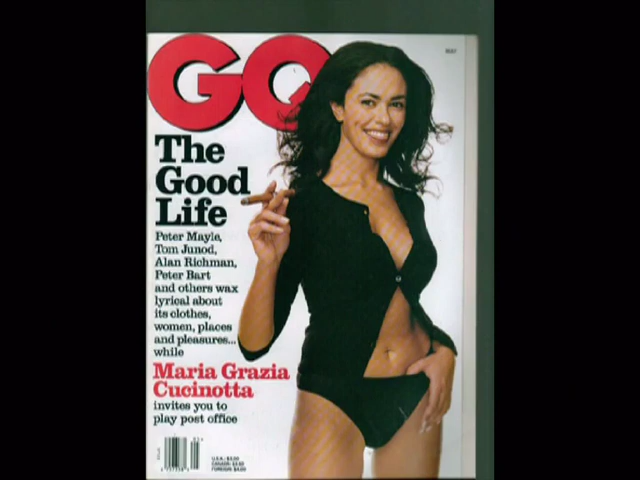 GQ
The
Good
Life
Peter Mayle,
Tom Junod,
Alan Richman,
Peter Bart
and others wax
lyrical about
its clothes,
women, places
and pleasures...
while
Maria Grazia
Cucinotta
invites you to
play post office